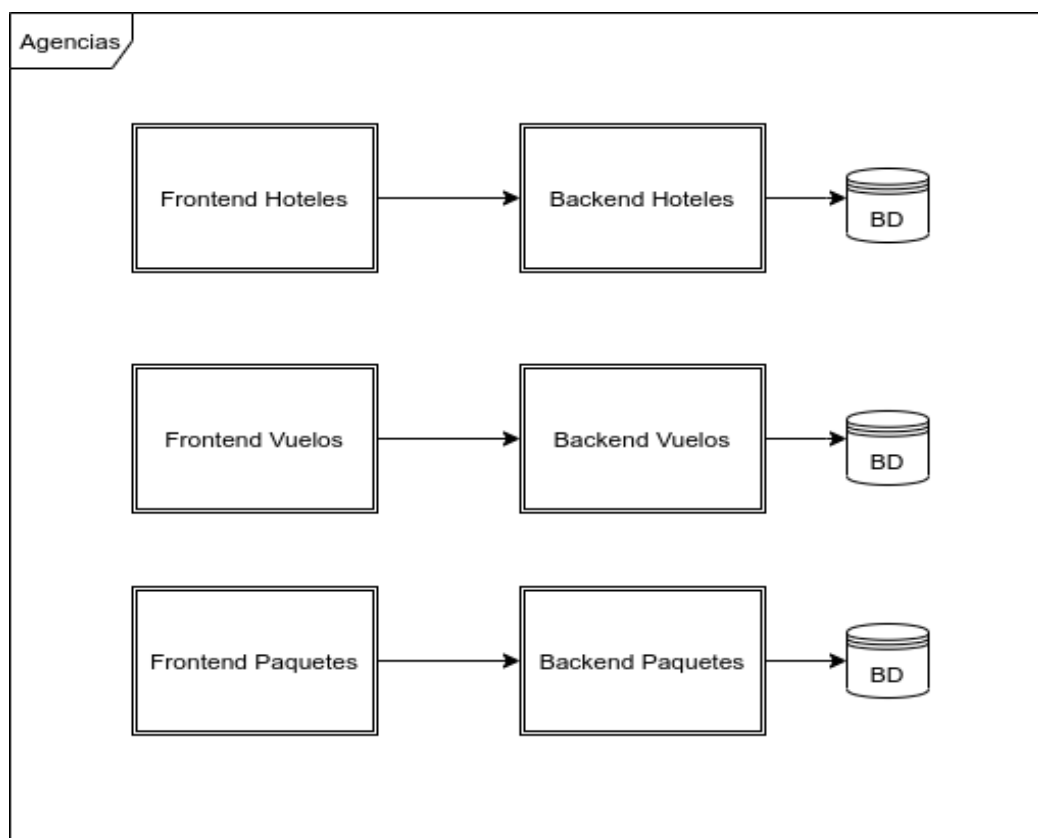 Agencias
Frontend Hoteles
Backend Hoteles
BD
Frontend Vuelos
Backend Vuelos
BD
Frontend Paquetes
Backend Paquetes
BD